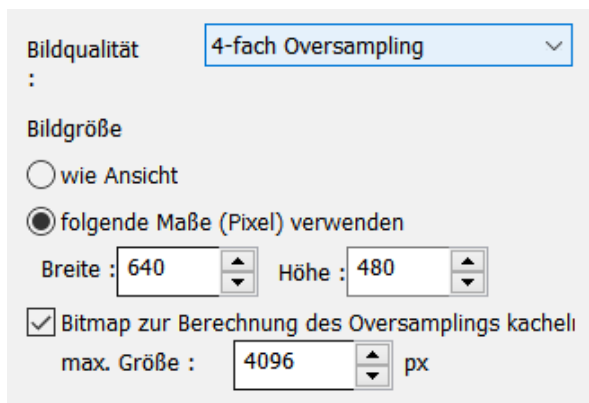 Bildqualität
:
4-fach Oversampling
Bildgröße
wie Ansicht
folgende Maße (Pixel) verwenden
Breite : 640 Höhe : 480
Bitmap zur Berechnung des Oversamplings kacheln
max. Größe : 4096 px